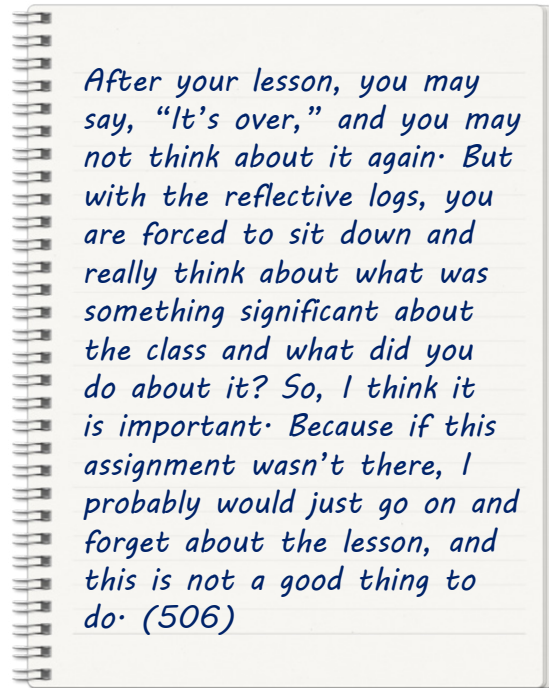 After your lesson, you may
say, “It’s over,” and you may
not think about it again. But
with the reflective logs, you
are forced to sit down and
really think about what was
something significant about
the class and what did you
do about it? So, I think it
is important. Because if this
assignment wasn’t there, I
probably would just go on and
forget about the lesson, and
this is not a good thing to
do. (506)